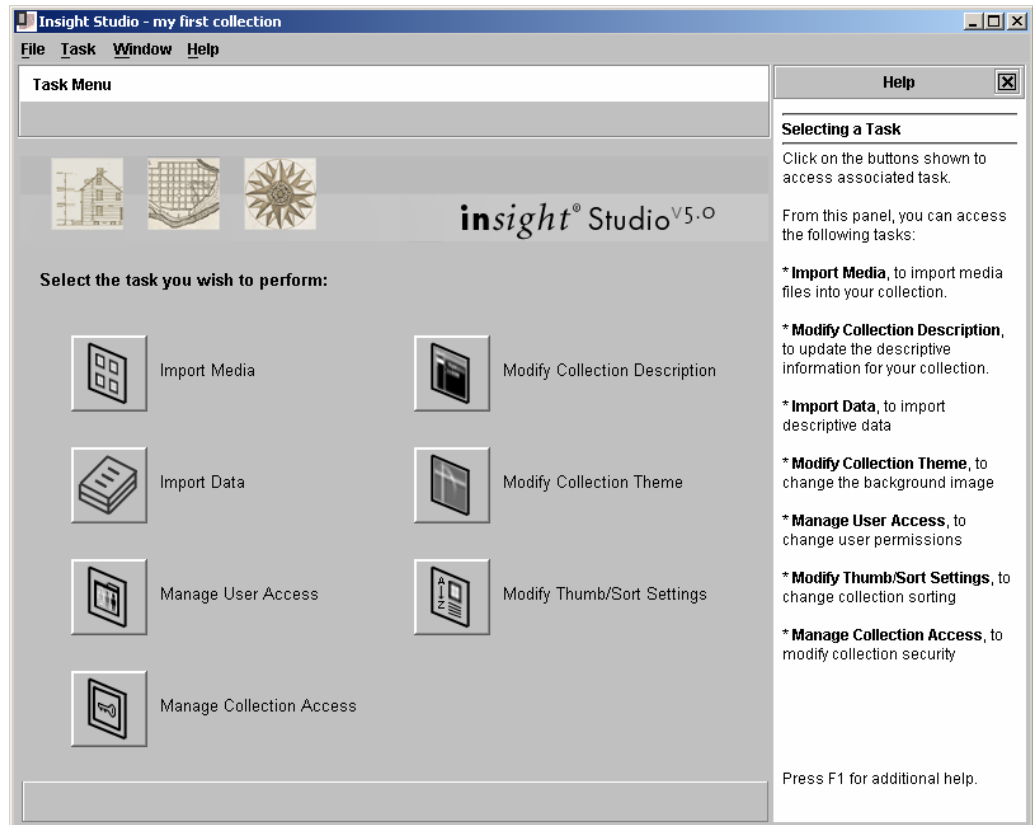 Insight Studio - my first collection
File Task Window Help
Task Menu
insight® Studio V5.0
Select the task you wish to perform:
Import Media
Modify Collection Description
Import Data
Modify Collection Theme
Manage User Access
A
Z
Modify Thumb/Sort Settings
Manage Collection Access
Help
Selecting a Task
Click on the buttons shown to
access associated task.
From this panel, you can access
the following tasks:
* Import Media, to import media
files into your collection.
* Modify Collection Description,
to update the descriptive
information for your collection.
* Import Data, to import
descriptive data
* Modify Collection Theme, to
change the background image
* Manage User Access, to
change user permissions
* Modify Thumb/Sort Settings, to
change collection sorting
* Manage Collection Access, to
modify collection security
Press F1 for additional help.